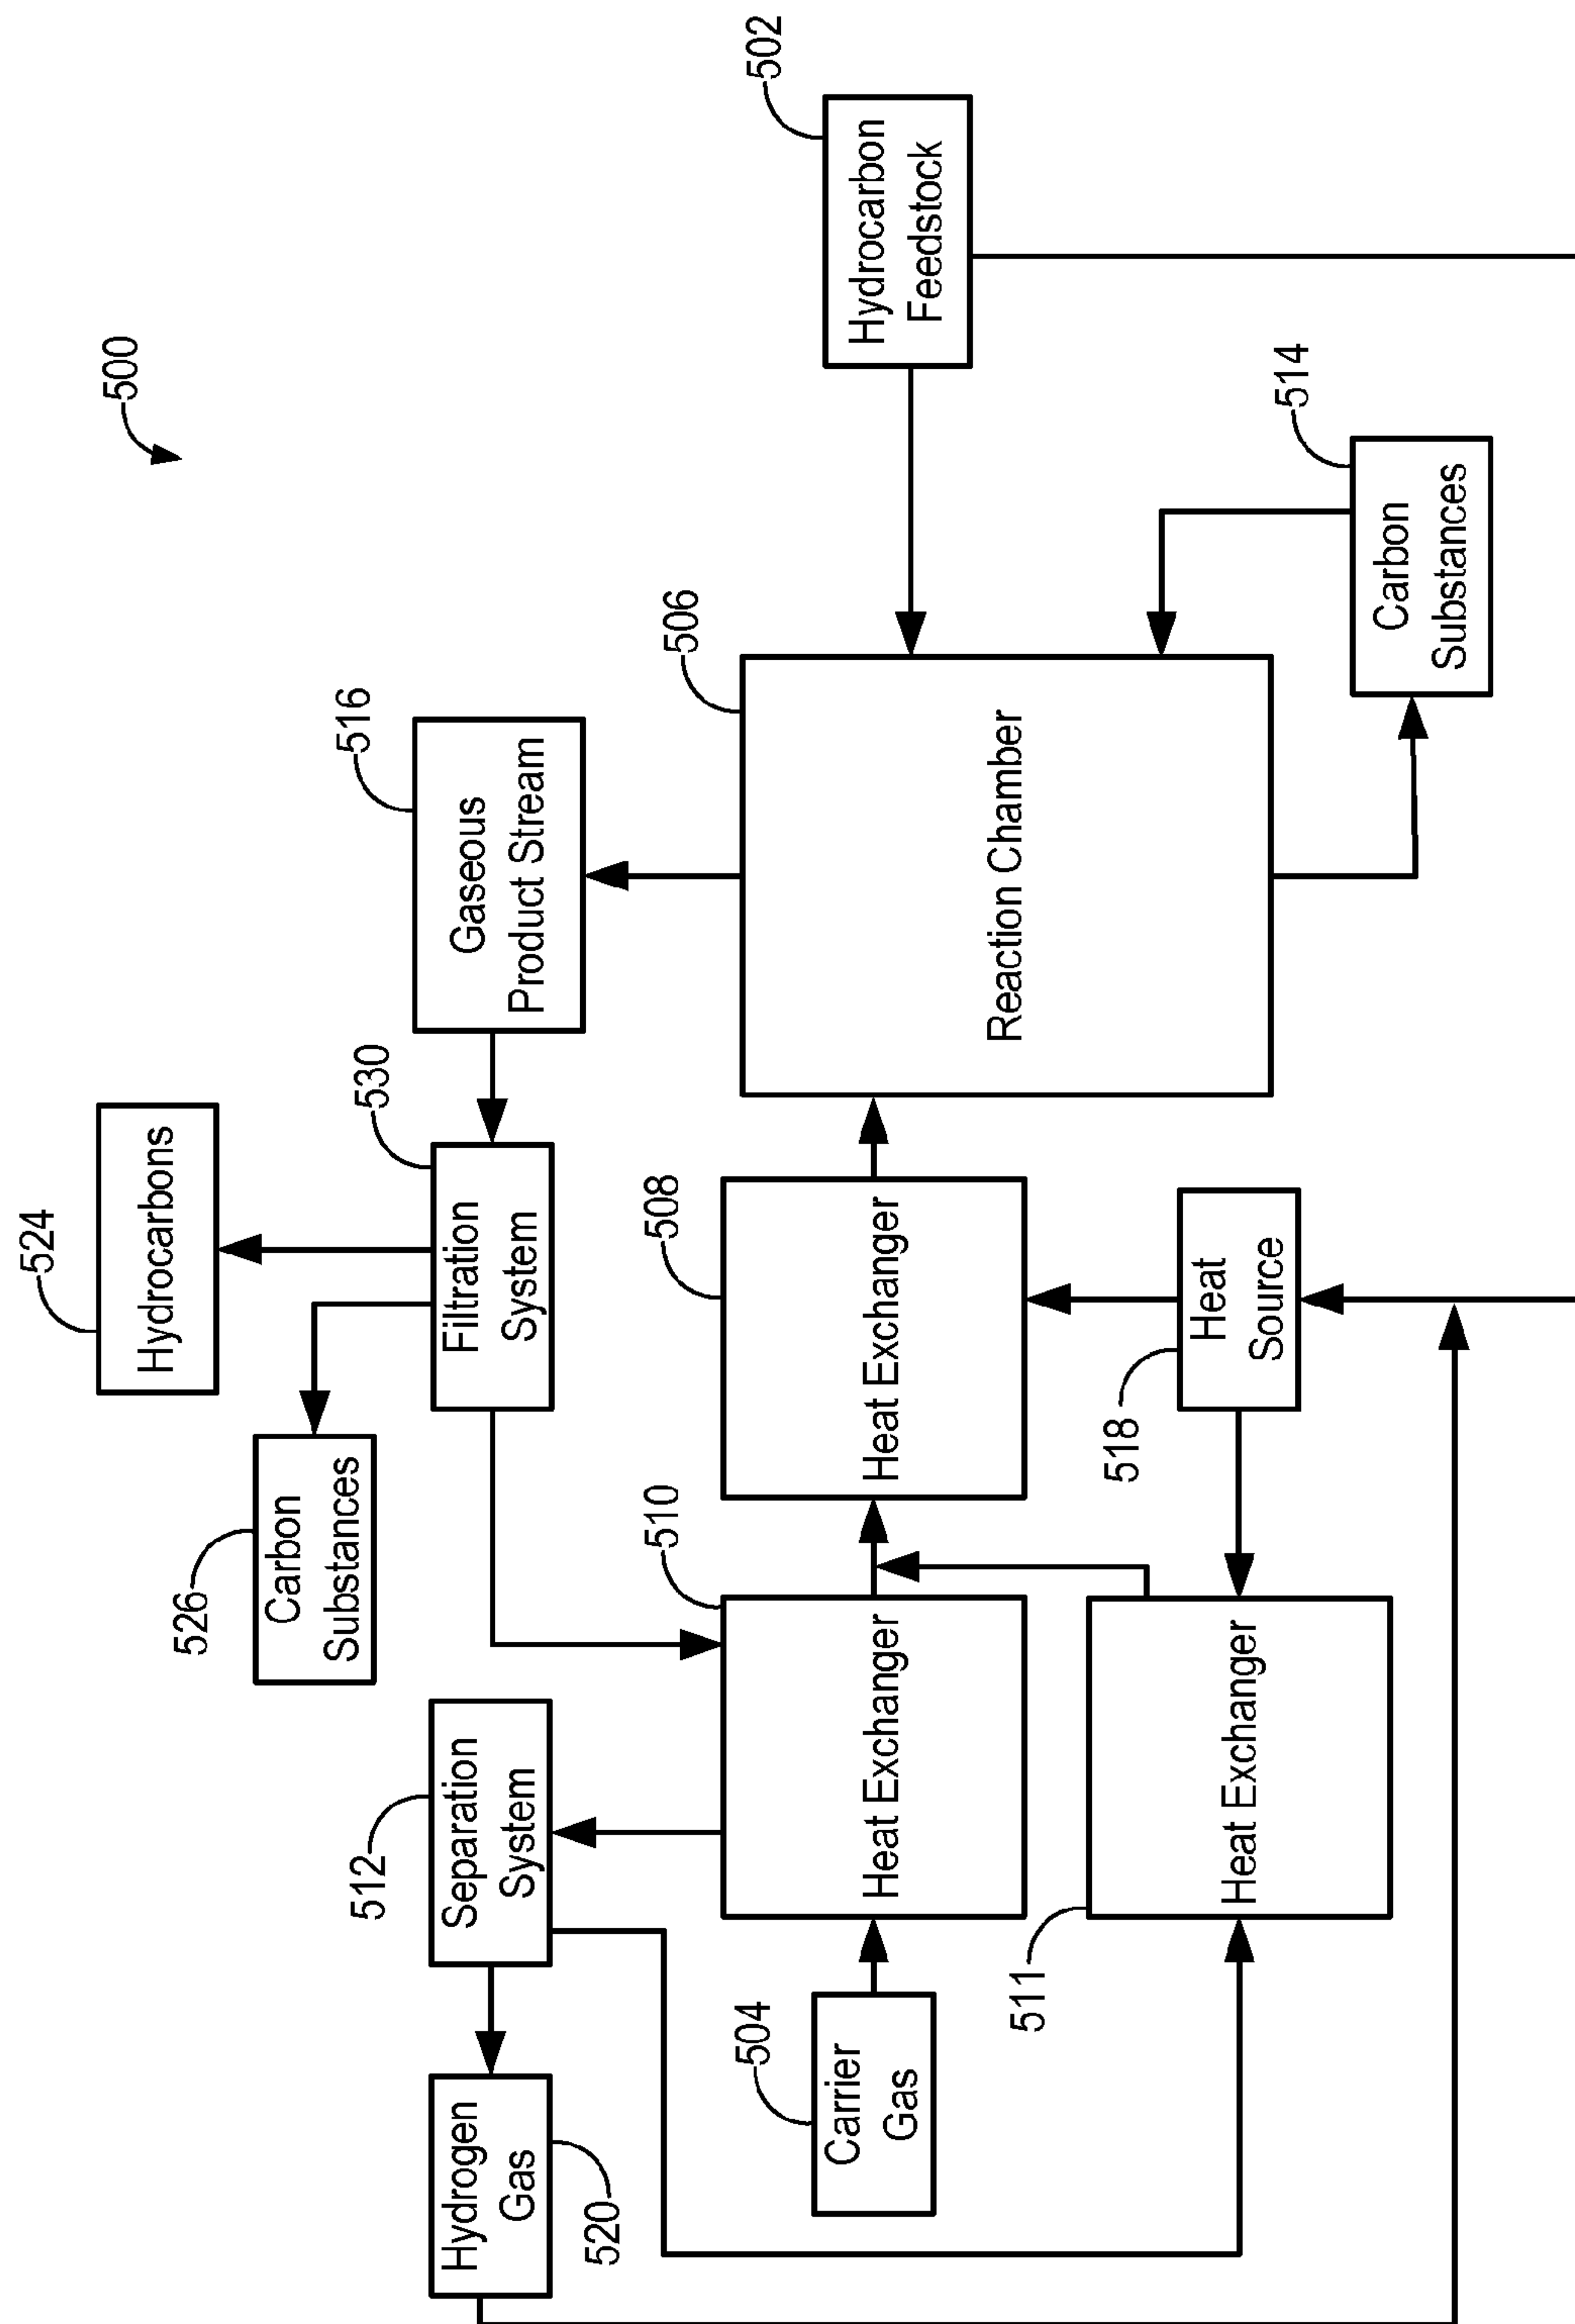 500
524
Hydrocarbons
526
Carbon
Substances
530
Filtration
System
516
Gaseous
Product Stream
512
Separation
System
Hydrogen
Gas
520
504
Carrier
Gas
510
Heat Exchanger
508
Heat Exchanger
506
Reaction Chamber
502
Hydrocarbon
Feedstock
511
Heat Exchanger
518
Heat
Source
514
Carbon
Substances